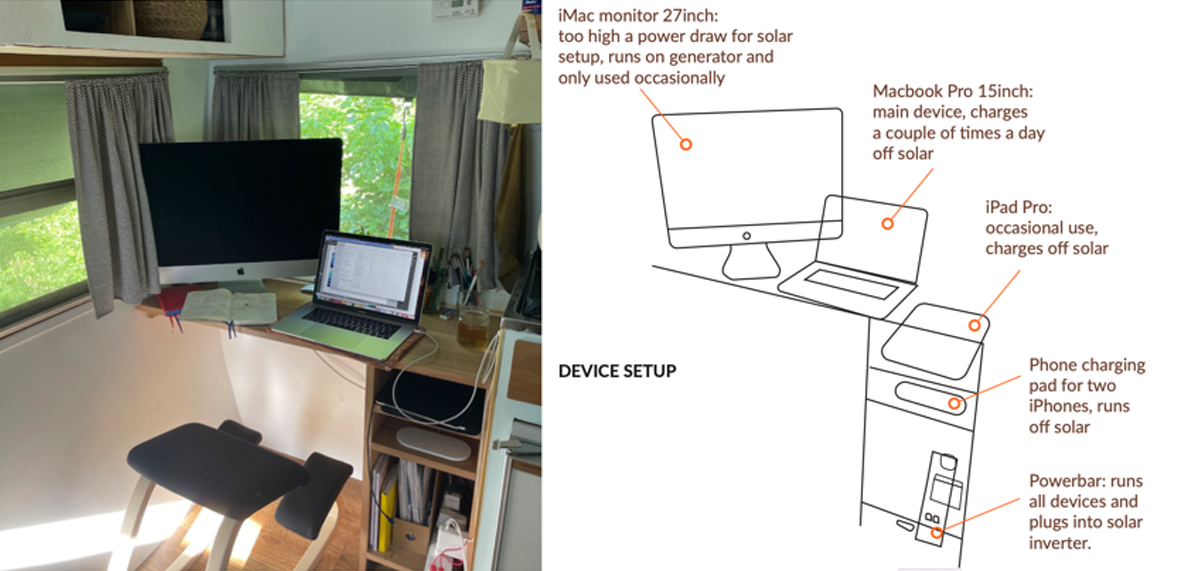 iMac monitor 27inch:
too high a power draw for solar
setup, runs on generator and
only used occasionally
Macbook Pro 15inch:
main device, charges
a couple of times a day
off solar
iPad Pro:
occasional use,
charges off solar
DEVICE SETUP
Phone charging
pad for two
iPhones, runs
off solar
Powerbar: runs
all devices and
plugs into solar
inverter.